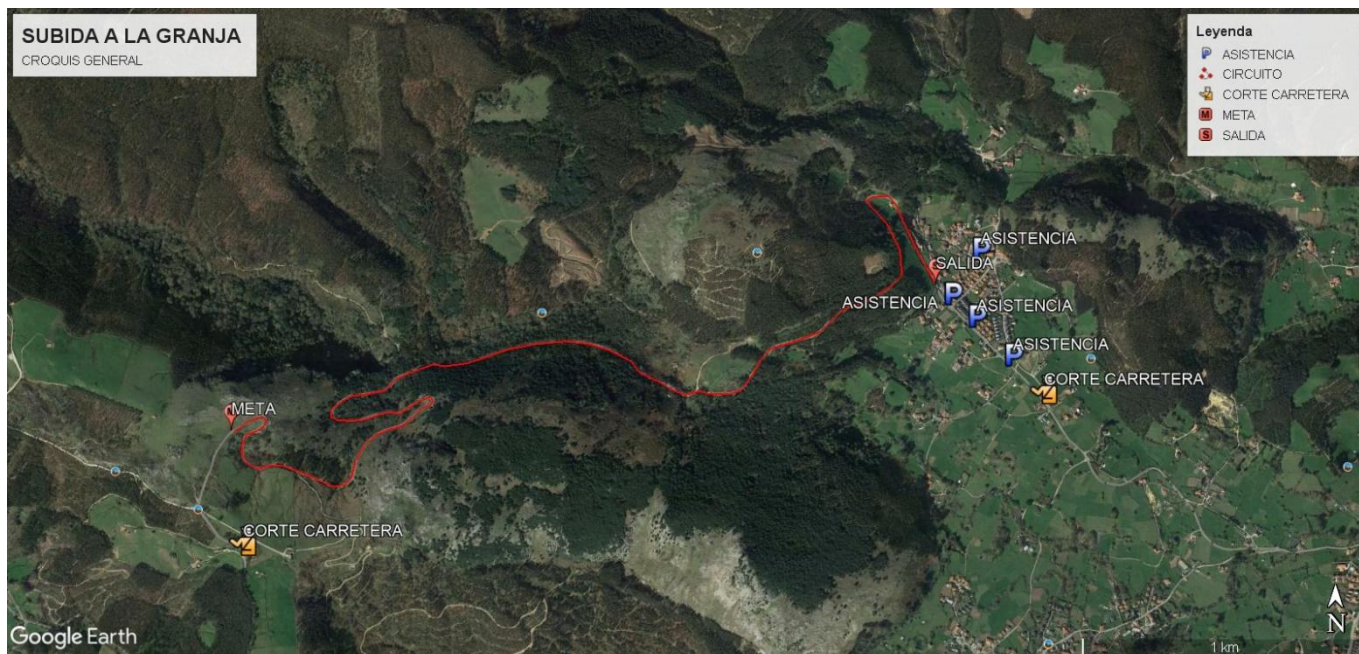 SUBIDA A LA GRANJA
CROQUIS GENERAL
Leyenda
P ASISTENCIA
CIRCUITO
CORTE CARRETERA
M META
S SALIDA
ASISTENCIA
SALIDA
ASISTENCIA
P
ASISTENCIA
P
P
ASISTENCIA
P
CORTE CARRETERA
META
CORTE CARRETERA
Google Earth
N
1 km